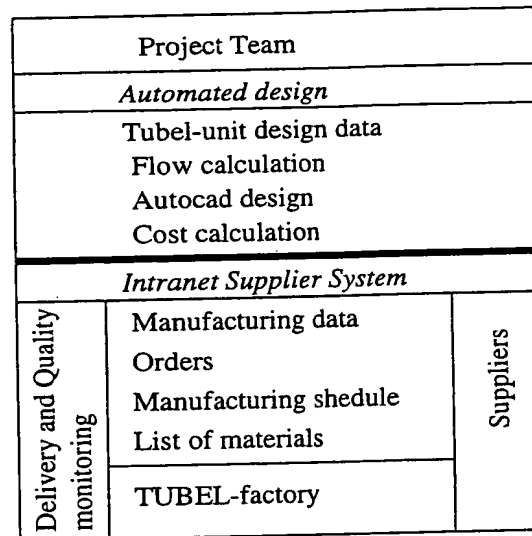 Project Team
Automated design
Tubel-unit design data
Flow calculation
Autocad design
Cost calculation
Intranet Supplier System
Delivery and Quality
monitoring
Manufacturing data
Orders
Manufacturing shedule
List of materials
TUBEL-factory
Suppliers